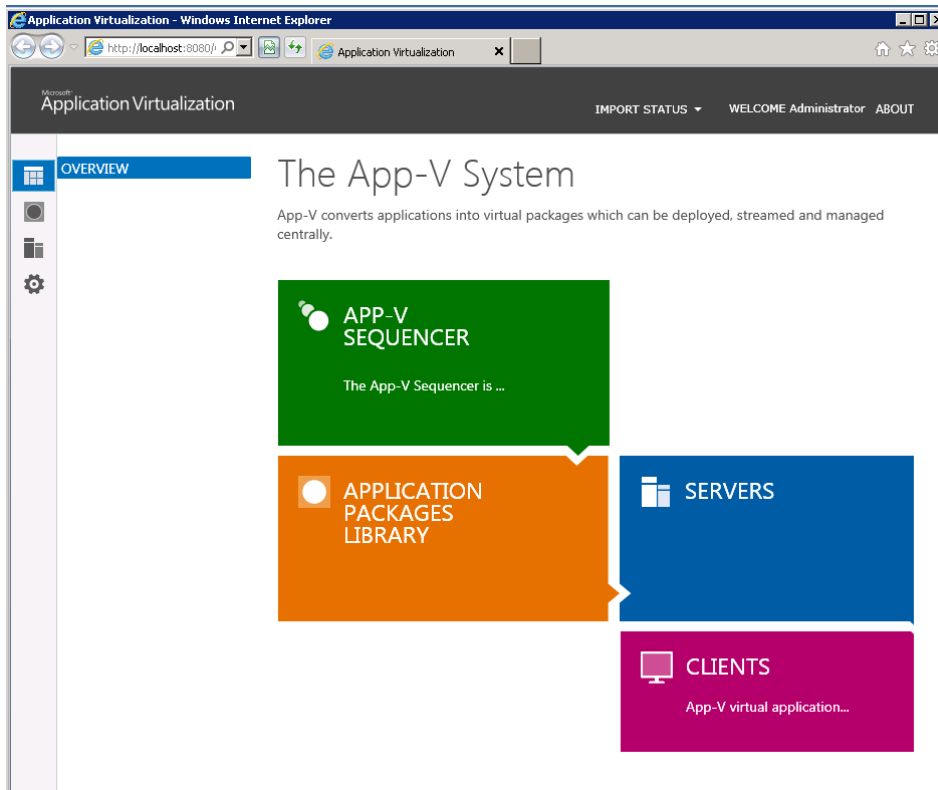 Application Virtualization - Windows Internet Explorer
http://localhost:8080/
Application Virtualization
Microsoft
Application Virtualization
IMPORT STATUS
WELCOME Administrator
ABOUT
OVERVIEW
The App-V System
App-V converts applications into virtual packages which can be deployed, streamed and managed
centrally.
APP-V
SEQUENCER
The App-V Sequencer is ...
APPLICATION
PACKAGES
LIBRARY
SERVERS
CLIENTS
App-V virtual application...